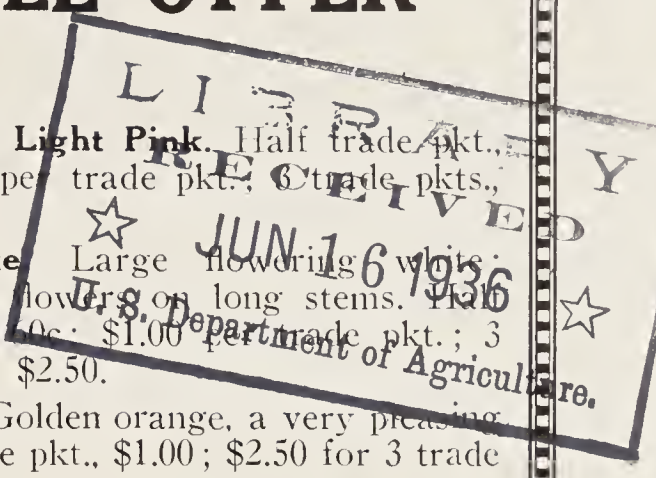 OFFER
Light Pink. Half trade pkt.,
per trade pkt.; 6 trade pkts.,
Large flowering white;
flowers on long stems. Half
60c; $1.00 per trade pkt.; 3
$2.50.
Golden orange, a very pleasing
pkt., $1.00; $2.50 for 3 trade
LIBRARY
RECEIVED
☆ JUN 16 1936 ☆
U. S. Department of Agriculture.